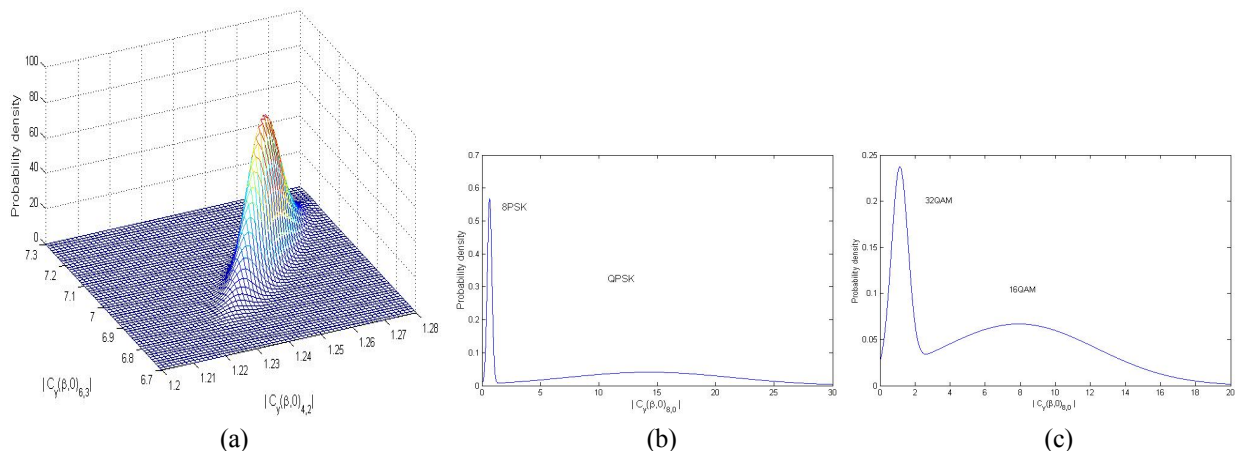 100
80
60
40
20
0
Probability density
7.3
7.2
7.1
7
6.9
6.8
6.7
|C_y(β,0)_6,3|
1.2
1.21
1.22
1.23
1.24
1.25
1.26
1.27
1.28
|C_y(β,0)_4,2|
(a)
0.7
0.6
0.5
0.4
0.3
0.2
0.1
0
Probability density
8PSK
QPSK
0 5 10 15 20 25 30
|C_y(β,0)_8,0|
(b)
0.25
0.2
0.15
0.1
0.05
0
Probability density
32QAM
16QAM
0 2 4 6 8 10 12 14 16 18 20
|C_y(β,0)_8,0|
(c)